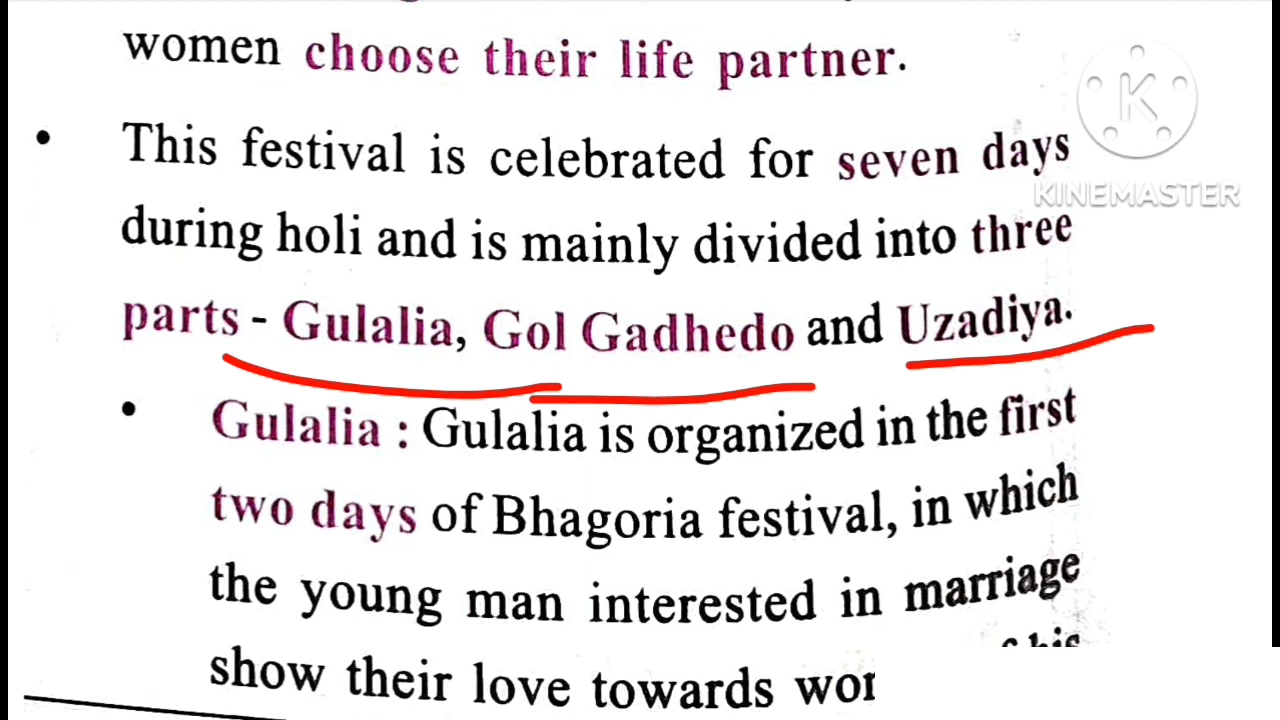 women choose their life partner.
• This festival is celebrated for seven days
during holi and is mainly divided into three
parts - Gulalia, Gol Gadhedo and Uzadiya.
• Gulalia : Gulalia is organized in the first
two days of Bhagoria festival, in which
the young man interested in marriage
show their love towards
K
KINEMASTER